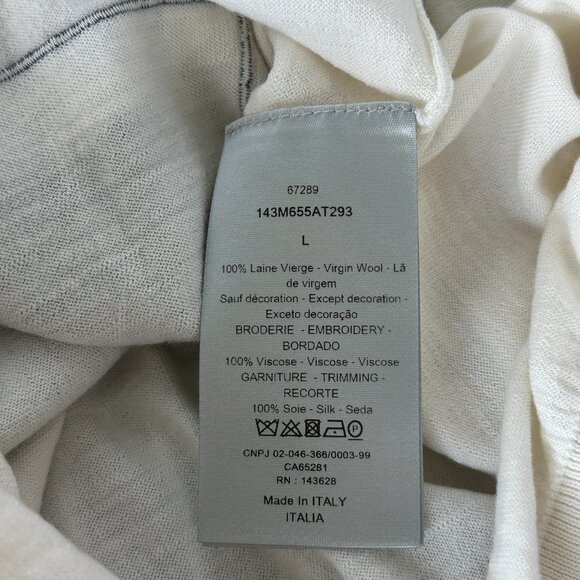 67289
143M655AT293
L
100% Laine Vierge - Virgin Wool - Lã
de virgem
Sauf décoration - Except decoration -
Exceto decoração
BRODERIE - EMBROIDERY -
BORDADO
100% Viscose - Viscose - Viscose
GARNITURE - TRIMMING -
RECORTE
100% Soie - Silk - Seda
P
CNPJ 02-046-366/0003-99
CA65281
RN : 143628
Made In ITALY
ITALIA